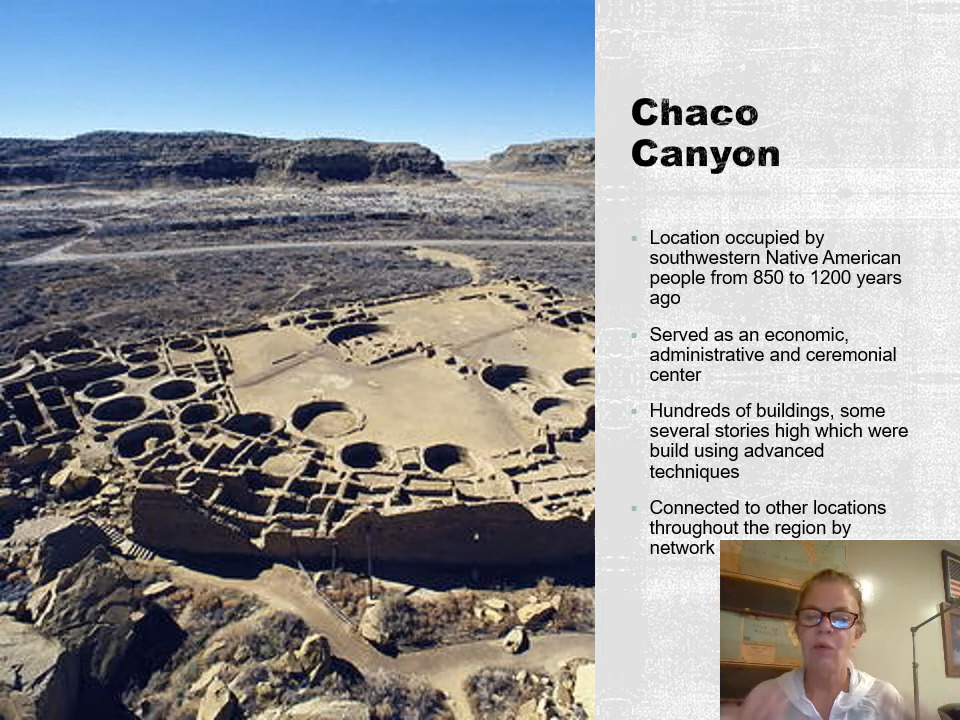 Chaco
Canyon
Location occupied by
southwestern Native American
people from 850 to 1200 years
ago
Served as an economic,
administrative and ceremonial
center
Hundreds of buildings, some
several stories high which were
build using advanced
techniques
Connected to other locations
throughout the region by
network